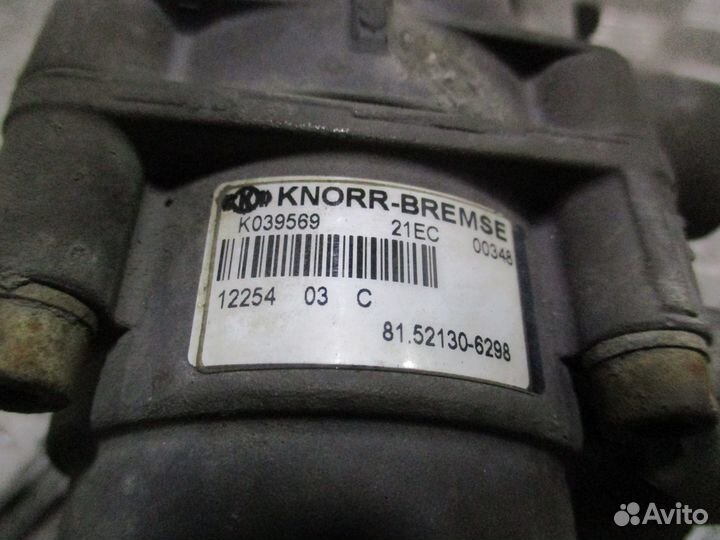 KNORR-BREMSE
K039569 21EC 00348
12254 03 C
81.52130-6298
Avito